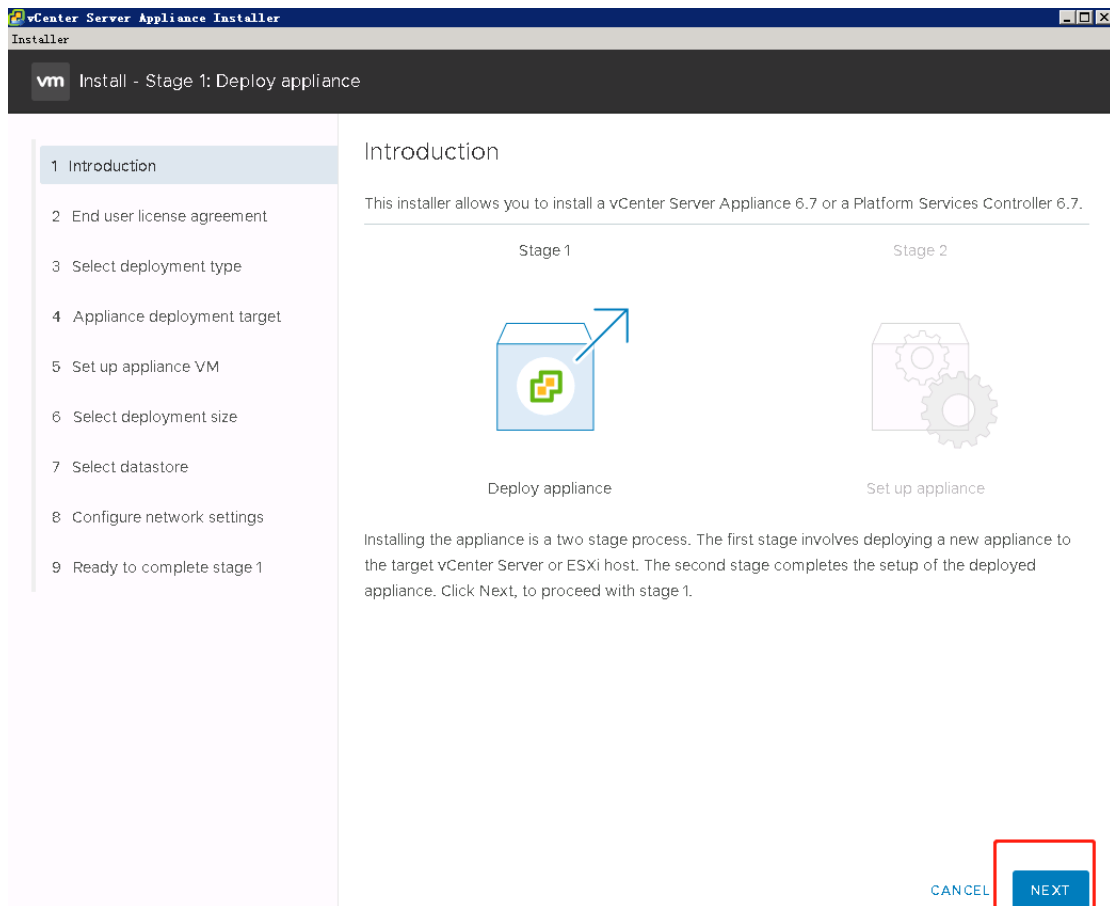 vCenter Server Appliance Installer
Installer
vm Install - Stage 1: Deploy appliance
1 Introduction
2 End user license agreement
3 Select deployment type
4 Appliance deployment target
5 Set up appliance VM
6 Select deployment size
7 Select datastore
8 Configure network settings
9 Ready to complete stage 1
Introduction
This installer allows you to install a vCenter Server Appliance 6.7 or a Platform Services Controller 6.7.
Stage 1
Stage 2
Deploy appliance
Set up appliance
Installing the appliance is a two stage process. The first stage involves deploying a new appliance to
the target vCenter Server or ESXi host. The second stage completes the setup of the deployed
appliance. Click Next, to proceed with stage 1.
CANCEL
NEXT